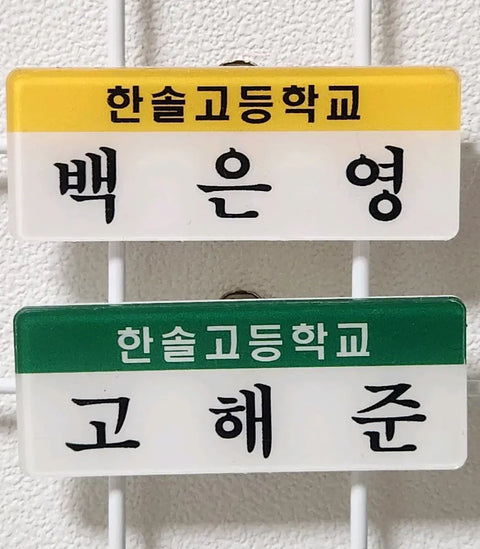 한솔고등학교
백 은 영
한솔고등학교
고 해 준